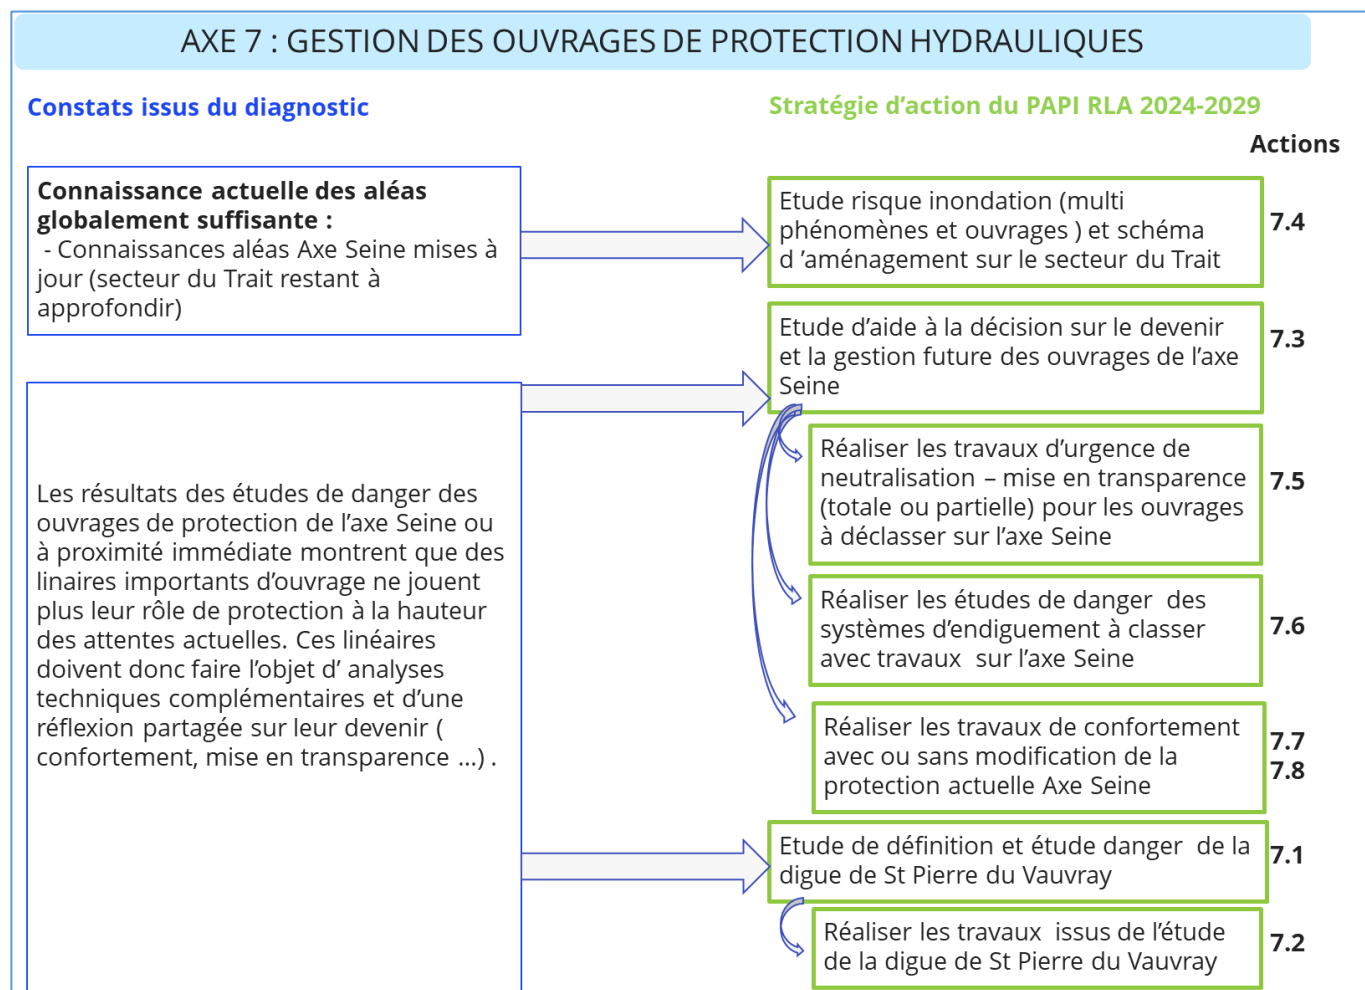 AXE 7 : GESTION DES OUVRAGES DE PROTECTION HYDRAULIQUES
Constats issus du diagnostic
Stratégie d'action du PAPI RLA 2024-2029
Actions
Connaissance actuelle des aléas
globalement suffisante :
- Connaissances aléas Axe Seine mises à
jour (secteur du Trait restant à
approfondir)
Etude risque inondation (multi
phénomènes et ouvrages ) et schéma
d 'aménagement sur le secteur du Trait
7.4
Etude d'aide à la décision sur le devenir
et la gestion future des ouvrages de l'axe
Seine
7.3
Les résultats des études de danger des
ouvrages de protection de l'axe Seine ou
à proximité immédiate montrent que des
linaires importants d'ouvrage ne jouent
plus leur rôle de protection à la hauteur
des attentes actuelles. Ces linéaires
doivent donc faire l'objet d' analyses
techniques complémentaires et d'une
réflexion partagée sur leur devenir (
confortement, mise en transparence ...) .
Réaliser les travaux d'urgence de
neutralisation – mise en transparence
(totale ou partielle) pour les ouvrages
à déclasser sur l'axe Seine
7.5
Réaliser les études de danger  des
systèmes d'endiguement à classer
avec travaux  sur l'axe Seine
7.6
Réaliser les travaux de confortement
avec ou sans modification de la
protection actuelle Axe Seine
7.7
7.8
Etude de définition et étude danger  de la
digue de St Pierre du Vauvray
7.1
Réaliser les travaux  issus de l'étude
de la digue de St Pierre du Vauvray
7.2